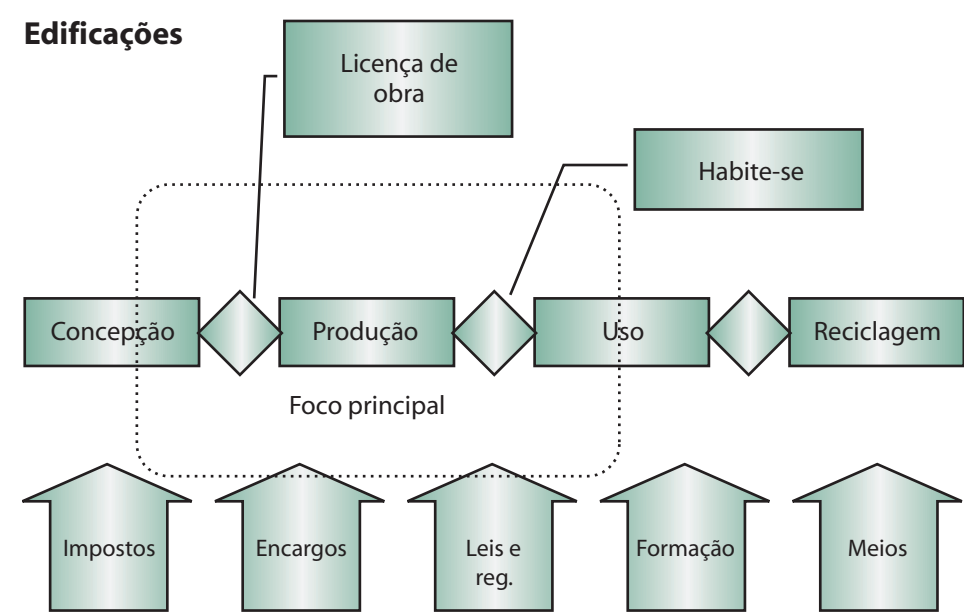 Edificações
Licença de
obra
Habite-se
Concepção
Produção
Uso
Reciclagem
Foco principal
Impostos
Encargos
Leis e
reg.
Formação
Meios